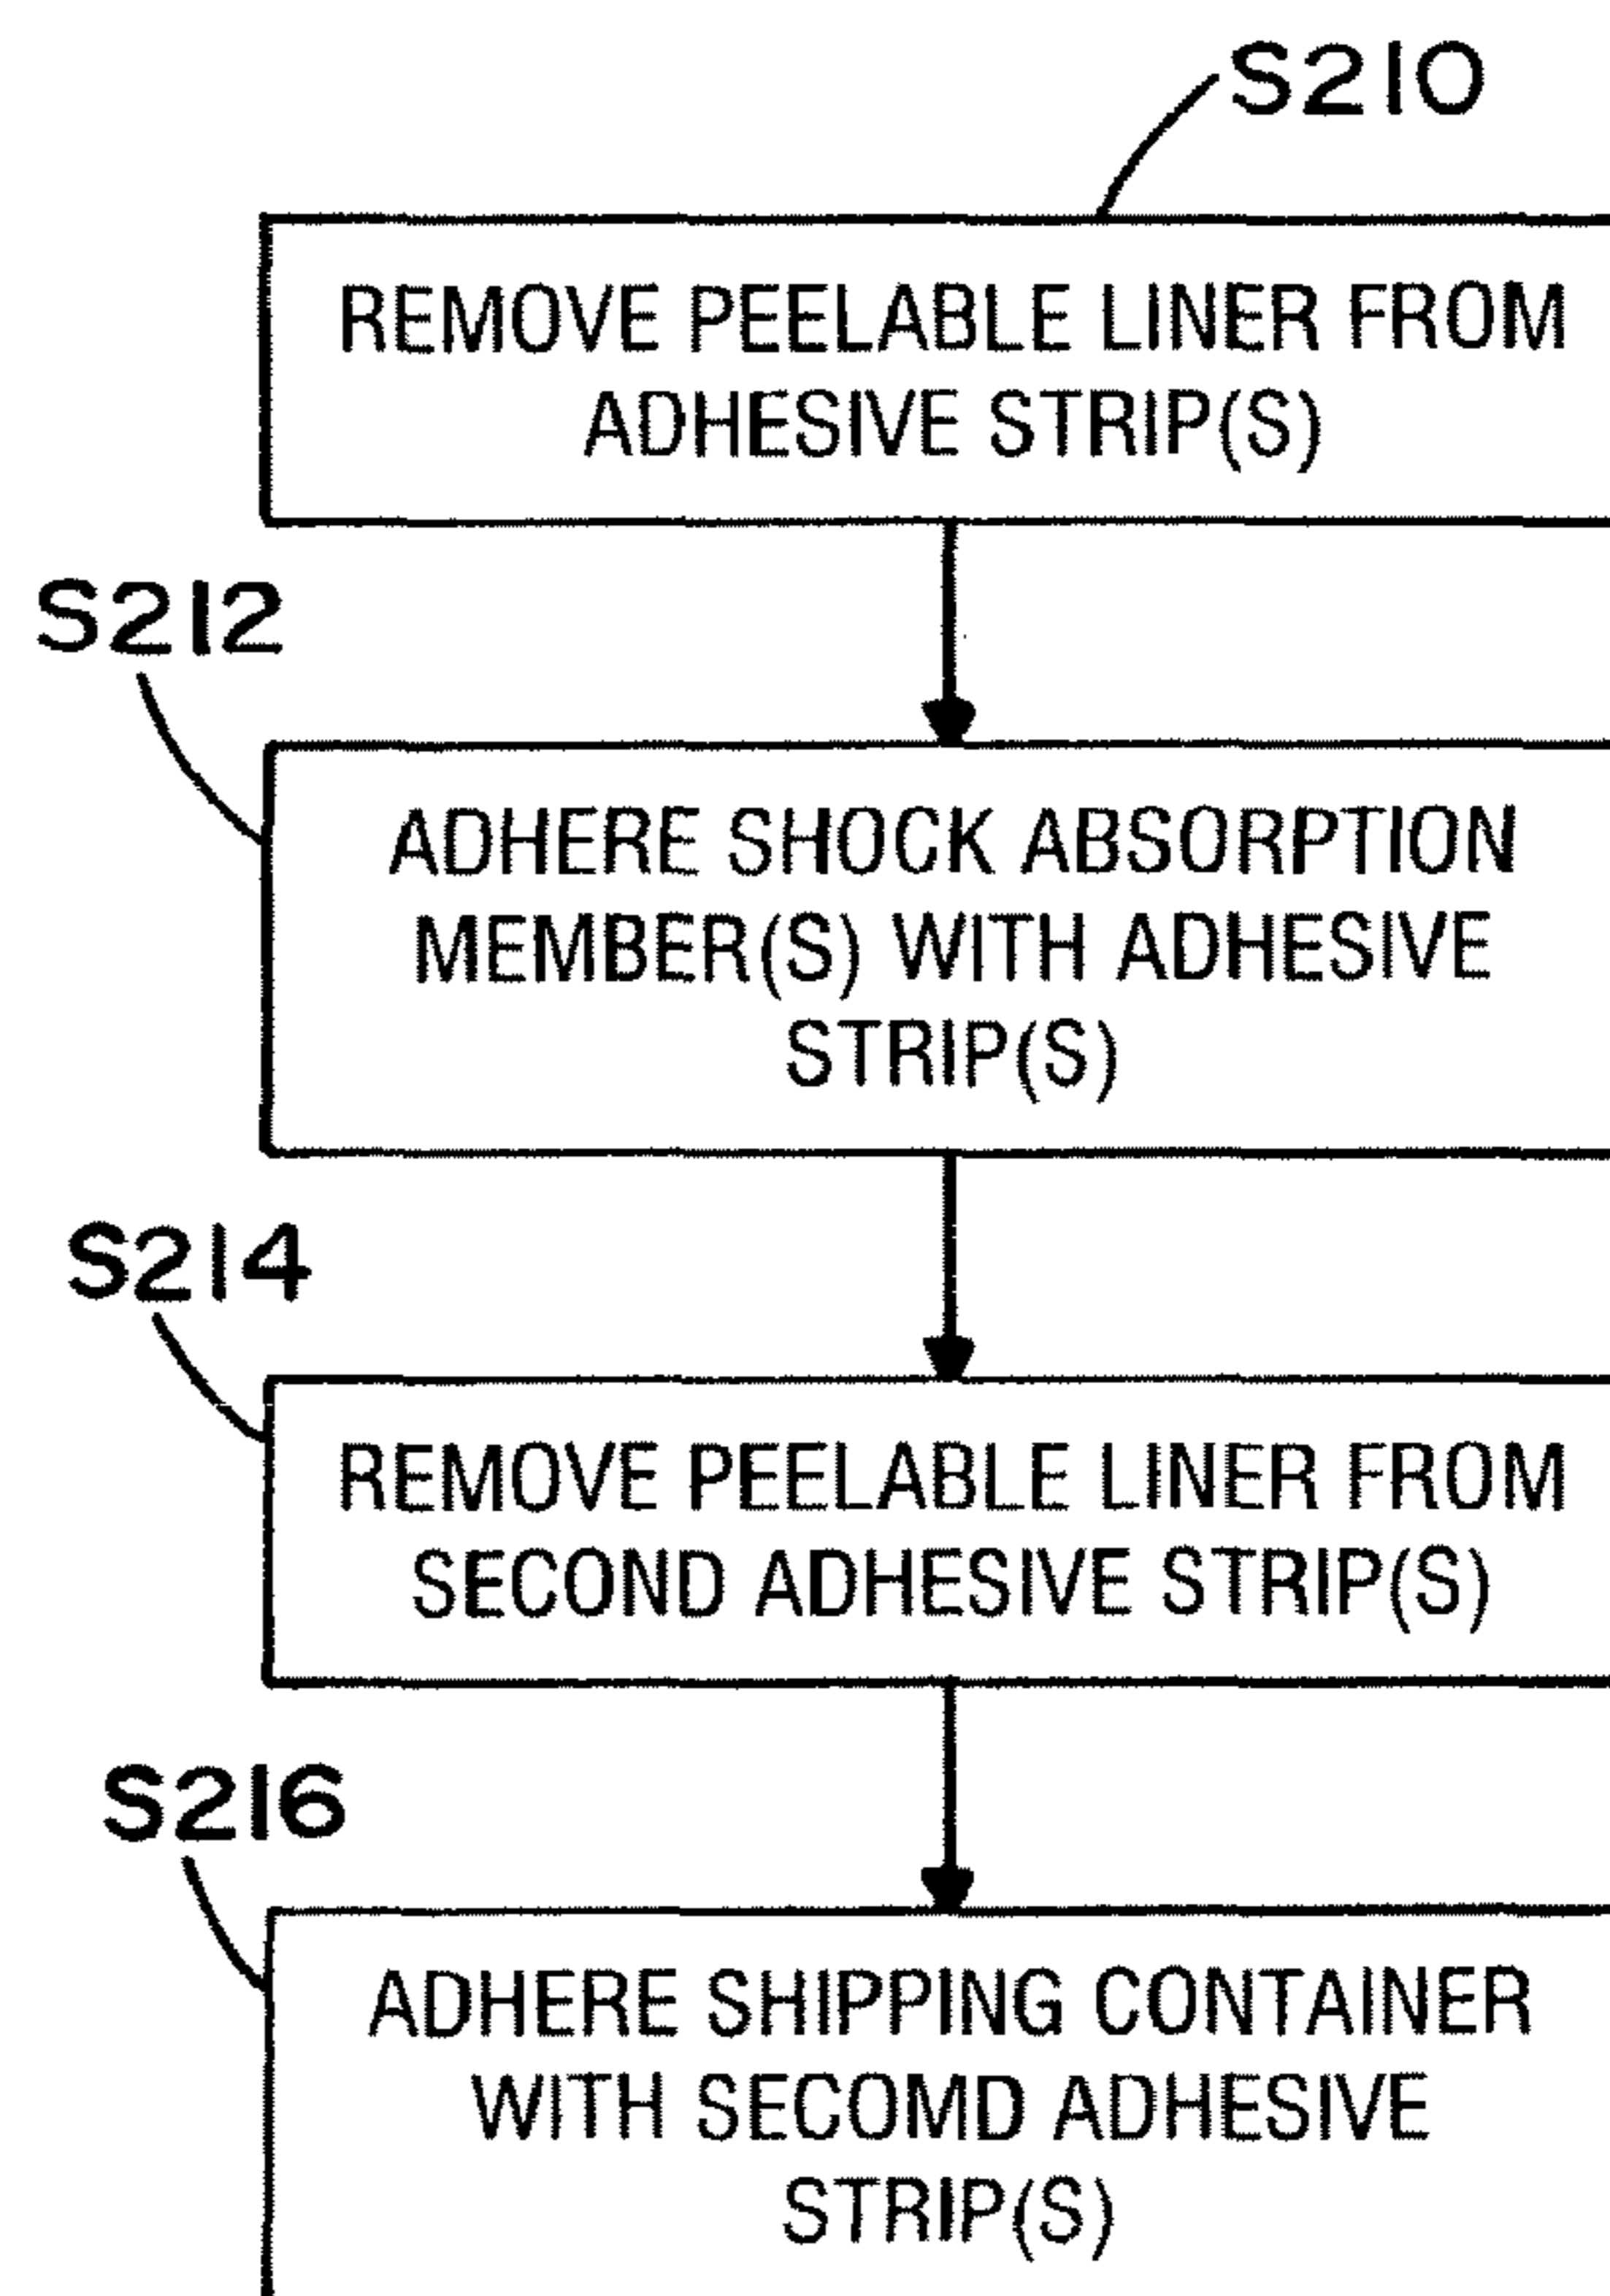 S210
REMOVE PEELABLE LINER FROM
ADHESIVE STRIP(S)
S212
ADHERE SHOCK ABSORPTION
MEMBER(S) WITH ADHESIVE
STRIP(S)
S214
REMOVE PEELABLE LINER FROM
SECOND ADHESIVE STRIP(S)
S216
ADHERE SHIPPING CONTAINER
WITH SECOMD ADHESIVE
STRIP(S)